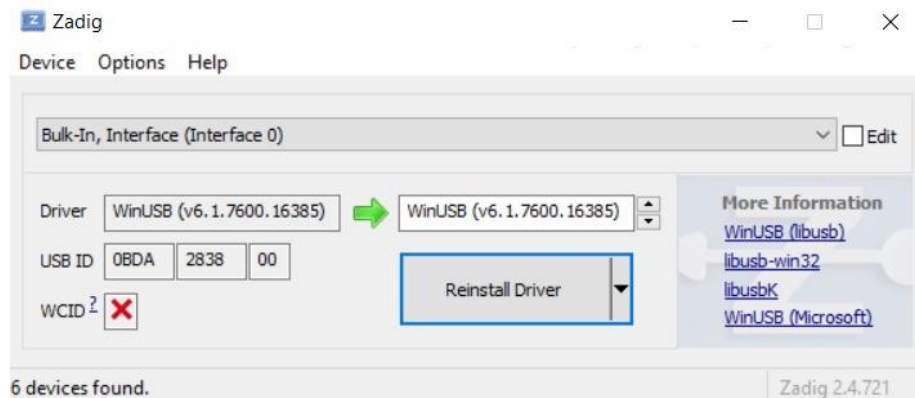 Zadig
Device Options Help
Bulk-In, Interface (Interface 0)
Edit
Driver WinUSB (v6.1.7600.16385) WinUSB (v6.1.7600.16385)
USB ID 0BDA 2838 00
WCID ?
Reinstall Driver
More Information
WinUSB (libusb)
libusb-win32
libusbK
WinUSB (Microsoft)
6 devices found.
Zadig 2.4.721